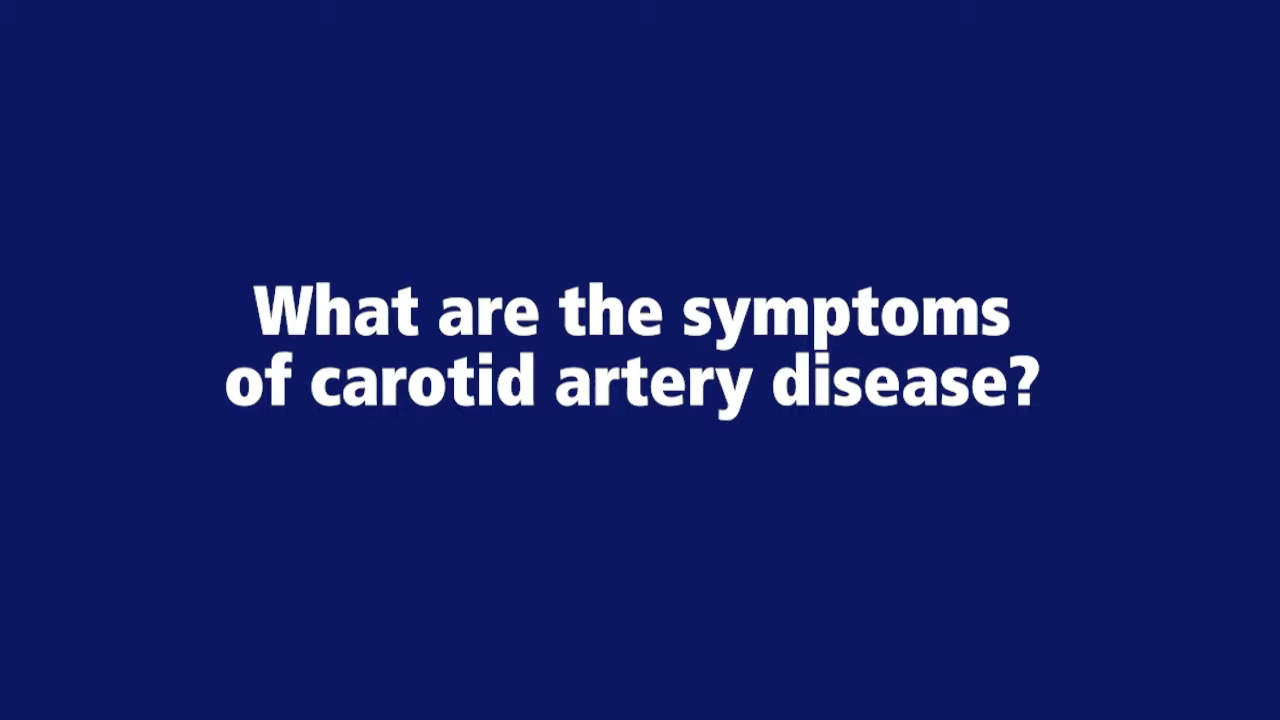 What are the symptoms
of carotid artery disease?